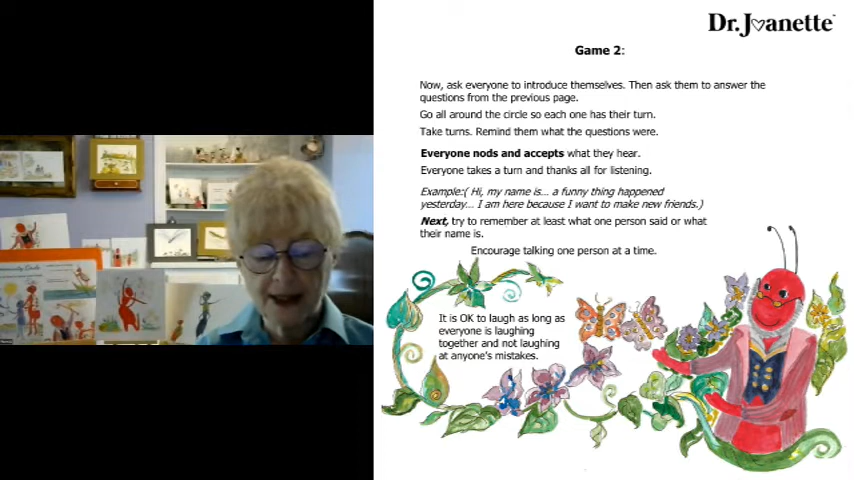 Dr. Joanette
Game 2:
Now, ask everyone to introduce themselves. Then ask them to answer the
questions from the previous page.
Go all around the circle so each one has their turn.
Take turns. Remind them what the questions were.
Everyone nods and accepts what they hear.
Everyone takes a turn and thanks all for listening.
Example:( Hi, my name is... a funny thing happened
yesterday... I am here because I want to make new friends.)
Next, try to remember at least what one person said or what
their name is.
Encourage talking one person at a time.
It is OK to laugh as long as
everyone is laughing
together and not laughing
at anyone's mistakes.